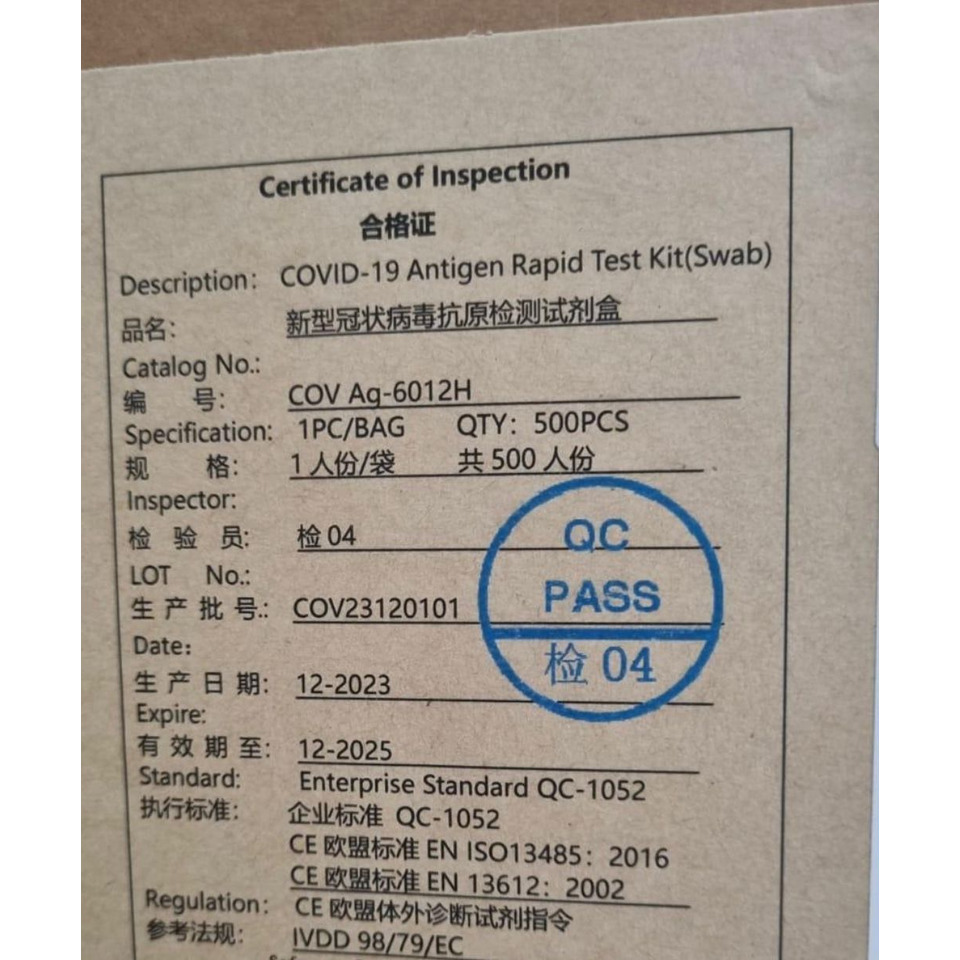 Certificate of Inspection
合格证
Description: COVID-19 Antigen Rapid Test Kit(Swab)
品名: 新型冠状病毒抗原检测试剂盒
Catalog No.:
编 号: COV Ag-6012H
Specification: 1PC/BAG QTY: 500PCS
规 格: 1人份/袋 共500人份
Inspector:
检 验 员: 检04
LOT No.:
生 产 批 号.: COV23120101
Date:
生 产 日 期: 12-2023
Expire:
有 效 期 至: 12-2025
Standard: Enterprise Standard QC-1052
执行标准: 企业标准 QC-1052
CE 欧盟标准 EN ISO13485: 2016
CE 欧盟标准 EN 13612: 2002
Regulation: CE 欧盟体外诊断试剂指令
参考法规: IVDD 98/79/EC
QC
PASS
检 04